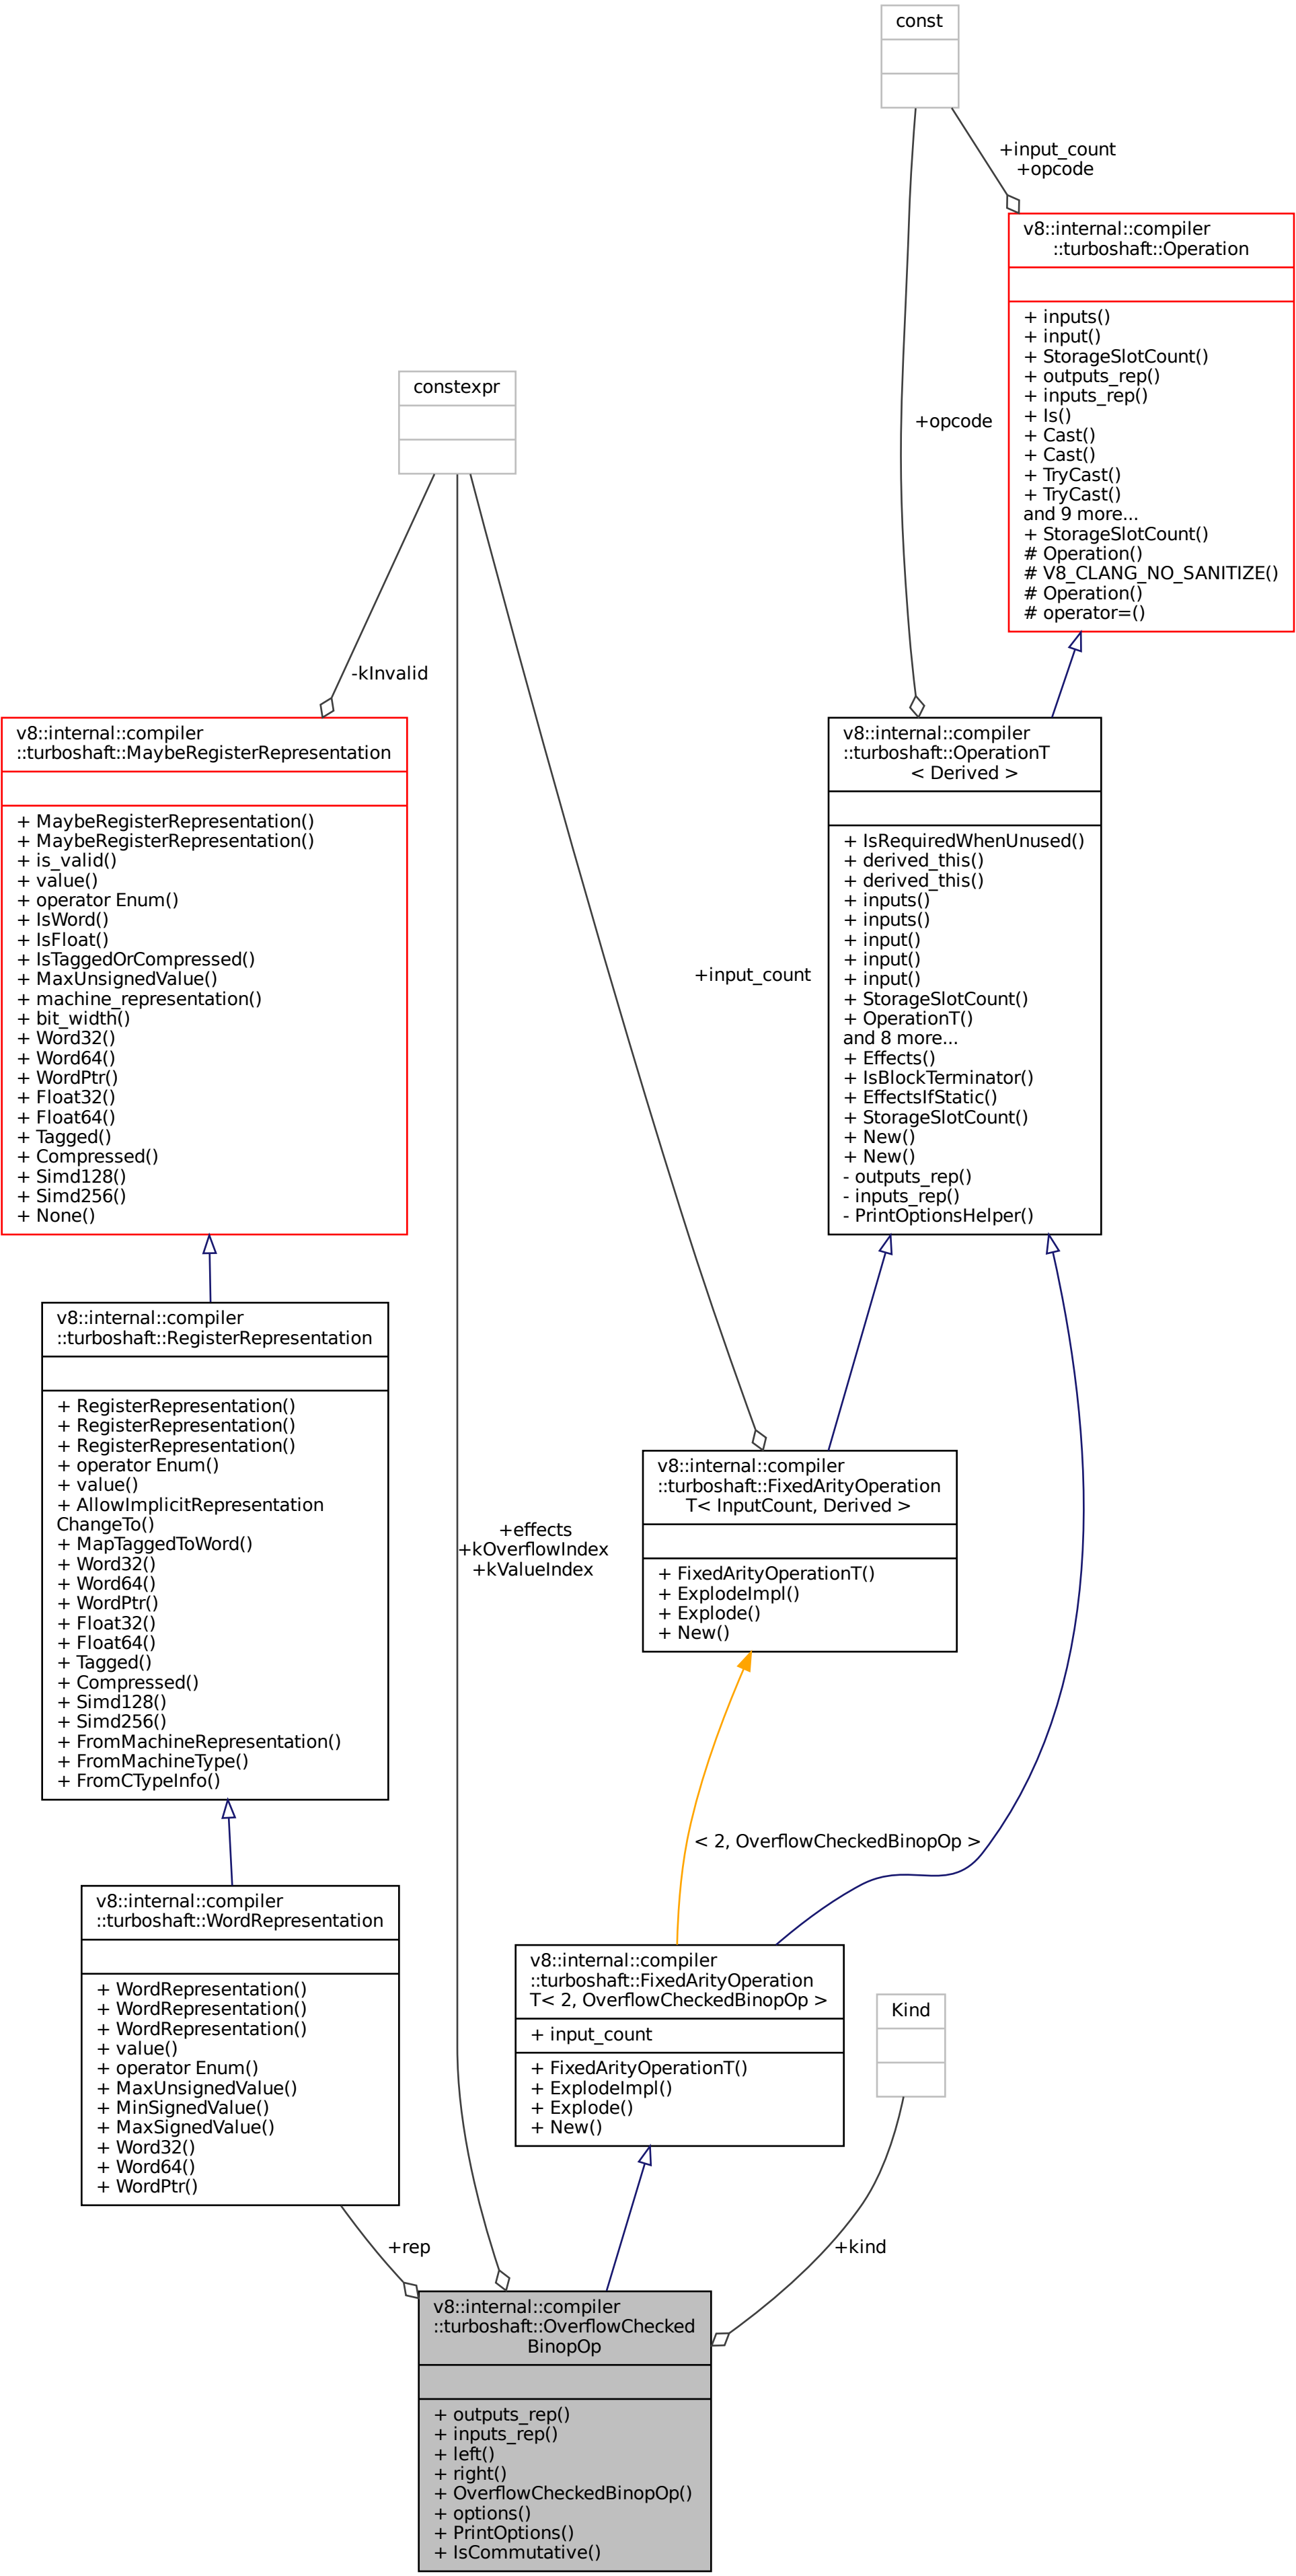 const
+input_count
+opcode
v8::internal::compiler
::turboshaft::Operation
+ inputs()
+ input()
+ StorageSlotCount()
+ outputs_rep()
+ inputs_rep()
+ Is()
+ Cast()
+ Cast()
+ TryCast()
+ TryCast()
and 9 more...
+ StorageSlotCount()
# Operation()
# V8_CLANG_NO_SANITIZE()
# Operation()
# operator=()
constexpr
+opcode
-kInvalid
v8::internal::compiler
::turboshaft::MaybeRegisterRepresentation
+ MaybeRegisterRepresentation()
+ MaybeRegisterRepresentation()
+ is_valid()
+ value()
+ operator Enum()
+ IsWord()
+ IsFloat()
+ IsTaggedOrCompressed()
+ MaxUnsignedValue()
+ machine_representation()
+ bit_width()
+ Word32()
+ Word64()
+ WordPtr()
+ Float32()
+ Float64()
+ Tagged()
+ Compressed()
+ Simd128()
+ Simd256()
+ None()
+input_count
v8::internal::compiler
::turboshaft::OperationT
< Derived >
+ IsRequiredWhenUnused()
+ derived_this()
+ derived_this()
+ inputs()
+ inputs()
+ input()
+ input()
+ input()
+ StorageSlotCount()
+ OperationT()
and 8 more...
+ Effects()
+ IsBlockTerminator()
+ EffectsIfStatic()
+ StorageSlotCount()
+ New()
+ New()
- outputs_rep()
- inputs_rep()
- PrintOptionsHelper()
v8::internal::compiler
::turboshaft::RegisterRepresentation
+ RegisterRepresentation()
+ RegisterRepresentation()
+ RegisterRepresentation()
+ operator Enum()
+ value()
+ AllowImplicitRepresentation
ChangeTo()
+ MapTaggedToWord()
+ Word32()
+ Word64()
+ WordPtr()
+ Float32()
+ Float64()
+ Tagged()
+ Compressed()
+ Simd128()
+ Simd256()
+ FromMachineRepresentation()
+ FromMachineType()
+ FromCTypeInfo()
+effects
+kOverflowIndex
+kValueIndex
v8::internal::compiler
::turboshaft::FixedArityOperation
T< InputCount, Derived >
+ FixedArityOperationT()
+ ExplodeImpl()
+ Explode()
+ New()
< 2, OverflowCheckedBinopOp >
v8::internal::compiler
::turboshaft::WordRepresentation
+ WordRepresentation()
+ WordRepresentation()
+ WordRepresentation()
+ value()
+ operator Enum()
+ MaxUnsignedValue()
+ MinSignedValue()
+ MaxSignedValue()
+ Word32()
+ Word64()
+ WordPtr()
v8::internal::compiler
::turboshaft::FixedArityOperation
T< 2, OverflowCheckedBinopOp >
+ input_count
+ FixedArityOperationT()
+ ExplodeImpl()
+ Explode()
+ New()
Kind
+rep
+kind
v8::internal::compiler
::turboshaft::OverflowChecked
BinopOp
+ outputs_rep()
+ inputs_rep()
+ left()
+ right()
+ OverflowCheckedBinopOp()
+ options()
+ PrintOptions()
+ IsCommutative()